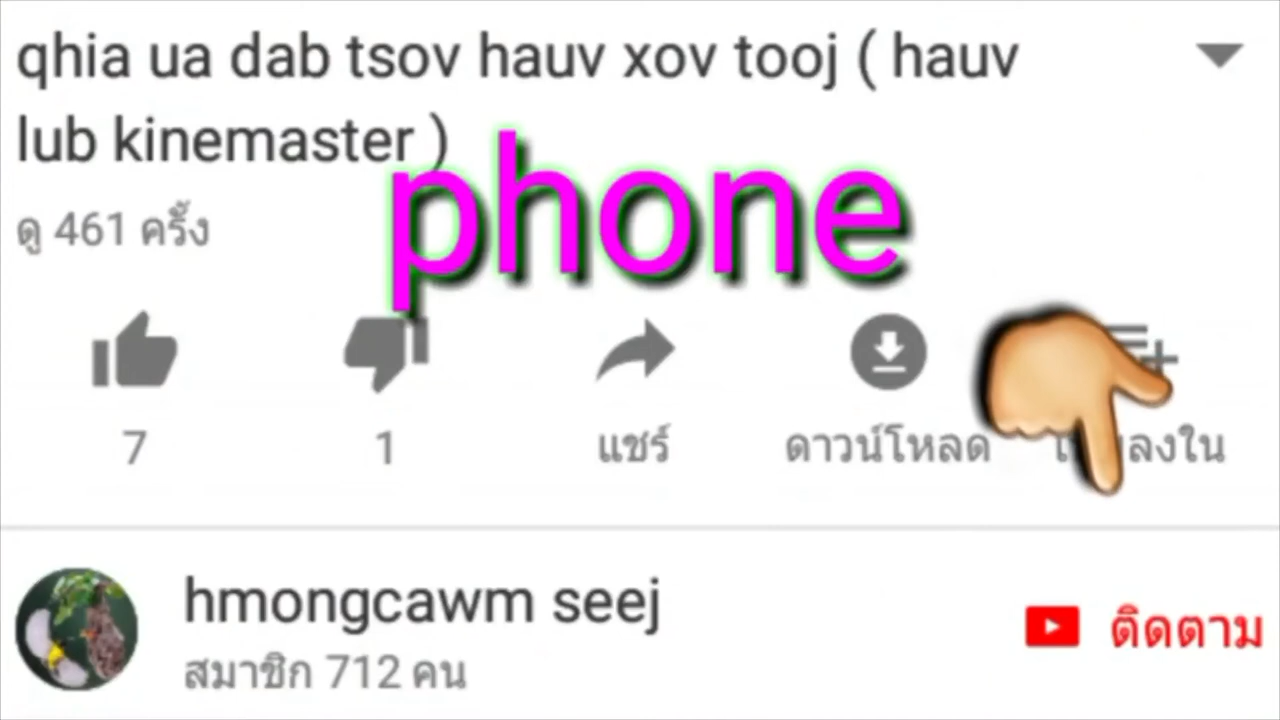 qhia ua dab tsov hauv xov tooj ( hauv
lub kinemaster )
phone
ดู 461 ครั้ง
7
1
แชร์
ดาวน์โหลด
hmongcawm seej
สมาชิก 712 คน
ติดตาม